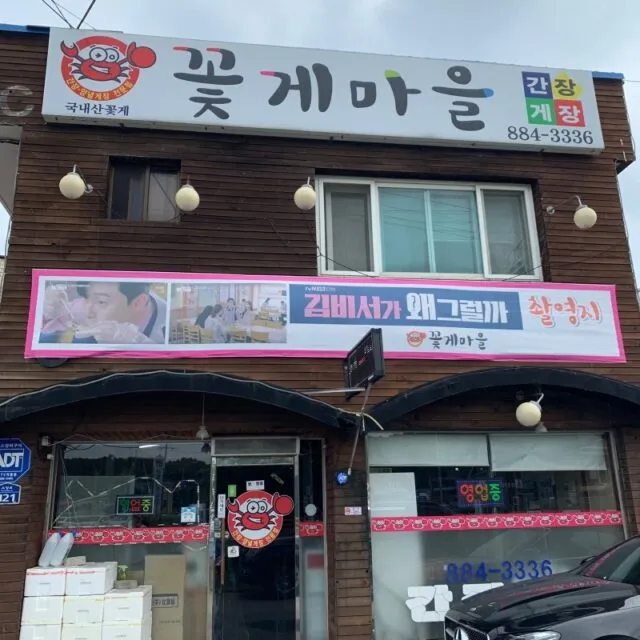 꽃게마을
국내산꽃게
간장
게장
884-3336
김비서가 왜그럴까 촬영지
꽃게마을
ADT
121
영업중
영업중
884-3336